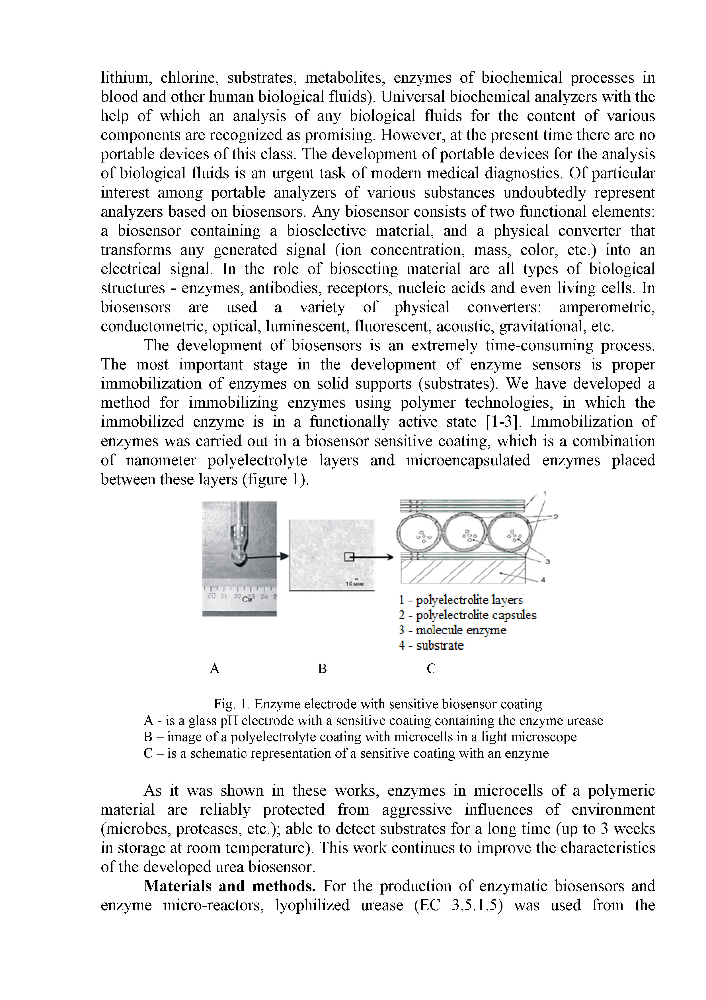 lithium, chlorine, substrates, metabolites, enzymes of biochemical processes in
blood and other human biological fluids). Universal biochemical analyzers with the
help of which an analysis of any biological fluids for the content of various
components are recognized as promising. However, at the present time there are no
portable devices of this class. The development of portable devices for the analysis
of biological fluids is an urgent task of modern medical diagnostics. Of particular
interest among portable analyzers of various substances undoubtedly represent
analyzers based on biosensors. Any biosensor consists of two functional elements:
a biosensor containing a bioselective material, and a physical converter that
transforms any generated signal (ion concentration, mass, color, etc.) into an
electrical signal. In the role of biosecting material are all types of biological
structures - enzymes, antibodies, receptors, nucleic acids and even living cells. In
biosensors are used a variety of physical converters: amperometric,
conductometric, optical, luminescent, fluorescent, acoustic, gravitational, etc.
The development of biosensors is an extremely time-consuming process.
The most important stage in the development of enzyme sensors is proper
immobilization of enzymes on solid supports (substrates). We have developed a
method for immobilizing enzymes using polymer technologies, in which the
immobilized enzyme is in a functionally active state [1-3]. Immobilization of
enzymes was carried out in a biosensor sensitive coating, which is a combination
of nanometer polyelectrolyte layers and microencapsulated enzymes placed
between these layers (figure 1).
1
2
3
4
10 мкм
20 21 22 23 24 2
см
1 - polyelectrolite layers
2 - polyelectrolite capsules
3 - molecule enzyme
4 - substrate
A B C
Fig. 1. Enzyme electrode with sensitive biosensor coating
A - is a glass pH electrode with a sensitive coating containing the enzyme urease
B – image of a polyelectrolyte coating with microcells in a light microscope
C – is a schematic representation of a sensitive coating with an enzyme
As it was shown in these works, enzymes in microcells of a polymeric
material are reliably protected from aggressive influences of environment
(microbes, proteases, etc.); able to detect substrates for a long time (up to 3 weeks
in storage at room temperature). This work continues to improve the characteristics
of the developed urea biosensor.
Materials and methods. For the production of enzymatic biosensors and
enzyme micro-reactors, lyophilized urease (EC 3.5.1.5) was used from the